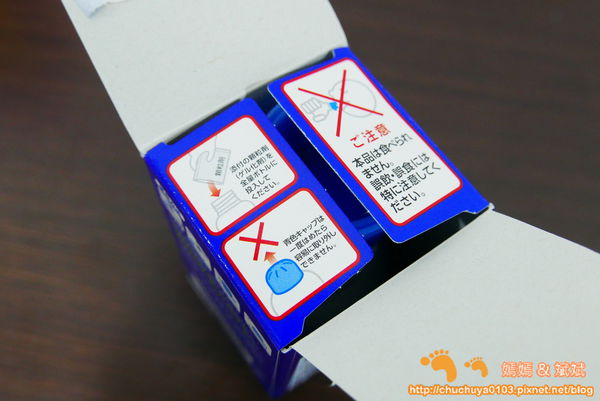 添付の顆粒剤
(ゲル化剤)を
全量ボトルに
投入して
ください。
顆粒剤
青色キャップは
一度はめたら
容易に取り外し
できません。
ご注意
本品は食べられ
ません。
誤飲、誤食には
特に注意してく
ださい。
嫣嫣 & 斌斌
http://chuchuya0103.pixnet.net/blog